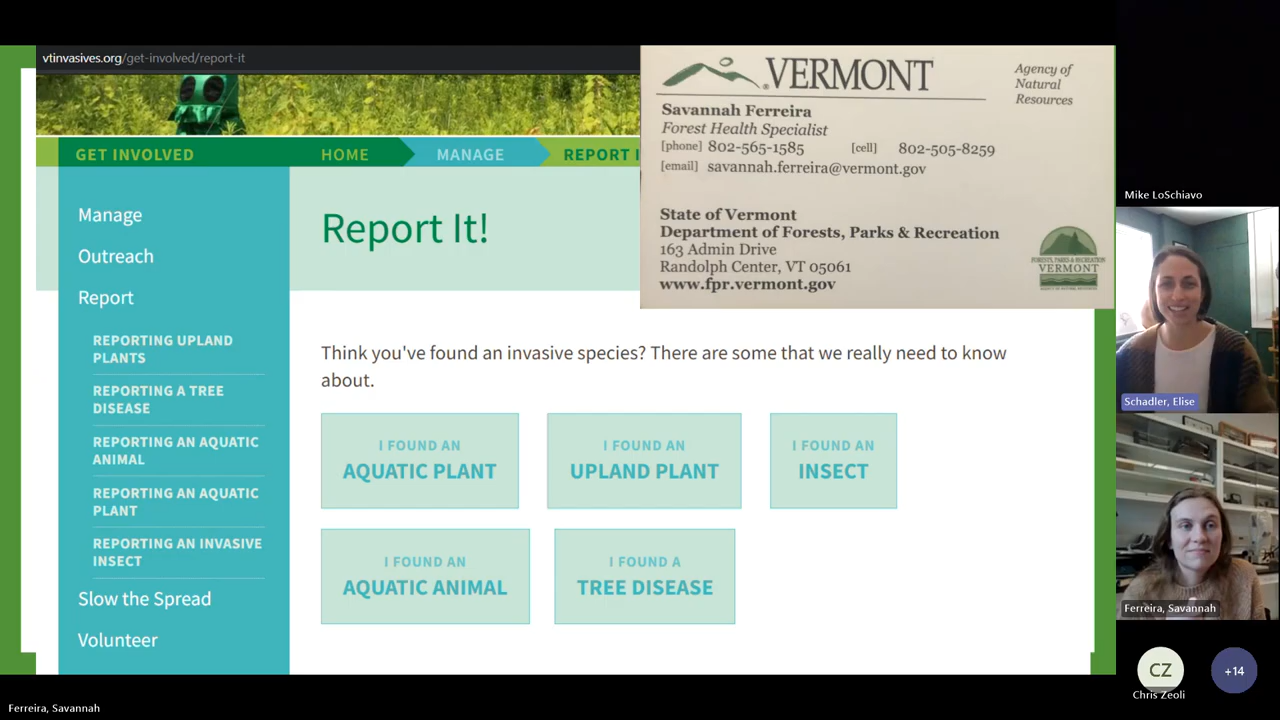 vtinvasives.org/get-involved/report-it
GET INVOLVED
HOME
MANAGE
REPORT I
Manage
Outreach
Report
REPORTING UPLAND
PLANTS
REPORTING A TREE
DISEASE
REPORTING AN AQUATIC
ANIMAL
REPORTING AN AQUATIC
PLANT
REPORTING AN INVASIVE
INSECT
Slow the Spread
Volunteer
Report It!
Think you've found an invasive species? There are some that we really need to know
about.
I FOUND AN
AQUATIC PLANT
I FOUND AN
UPLAND PLANT
I FOUND AN
INSECT
I FOUND AN
AQUATIC ANIMAL
I FOUND A
TREE DISEASE
VERMONT
Agency of
Natural
Resources
Savannah Ferreira
Forest Health Specialist
[phone] 802-565-1585 [cell] 802-505-8259
[email] savannah.ferreira@vermont.gov
State of Vermont
Department of Forests, Parks & Recreation
163 Admin Drive
Randolph Center, VT 05061
www.fpr.vermont.gov
FORESTS, PARKS & RECREATION
VERMONT
Mike LoSchiavo
Schadler, Elise
Ferreira, Savannah
CZ
Chris Zeoli
+14
Ferreira, Savannah